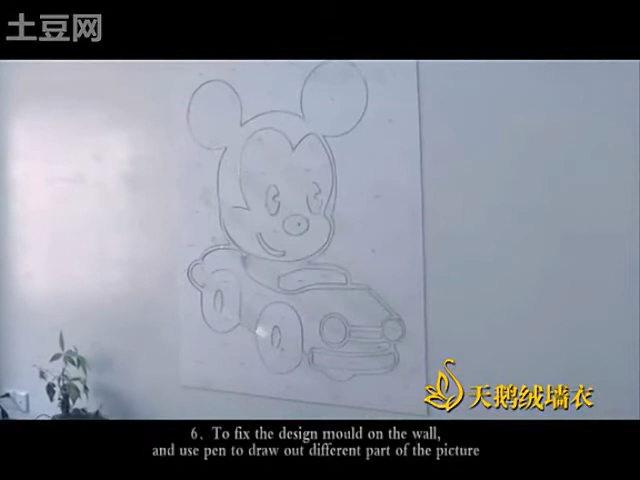 土豆网
天鹅绒墙衣
6、To fix the design mould on the wall,
and use pen to draw out different part of the picture